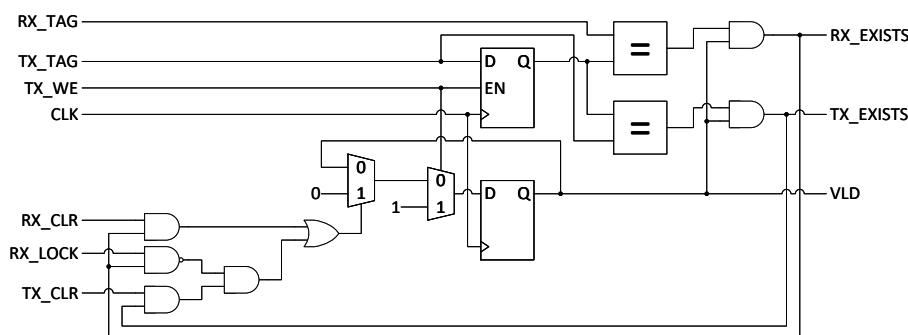 RX_TAG
RX_EXISTS
=
TX_TAG
D Q
TX_WE
EN
CLK
TX_EXISTS
=
0
0
0
1
1
1
D Q
VLD
RX_CLR
RX_LOCK
TX_CLR